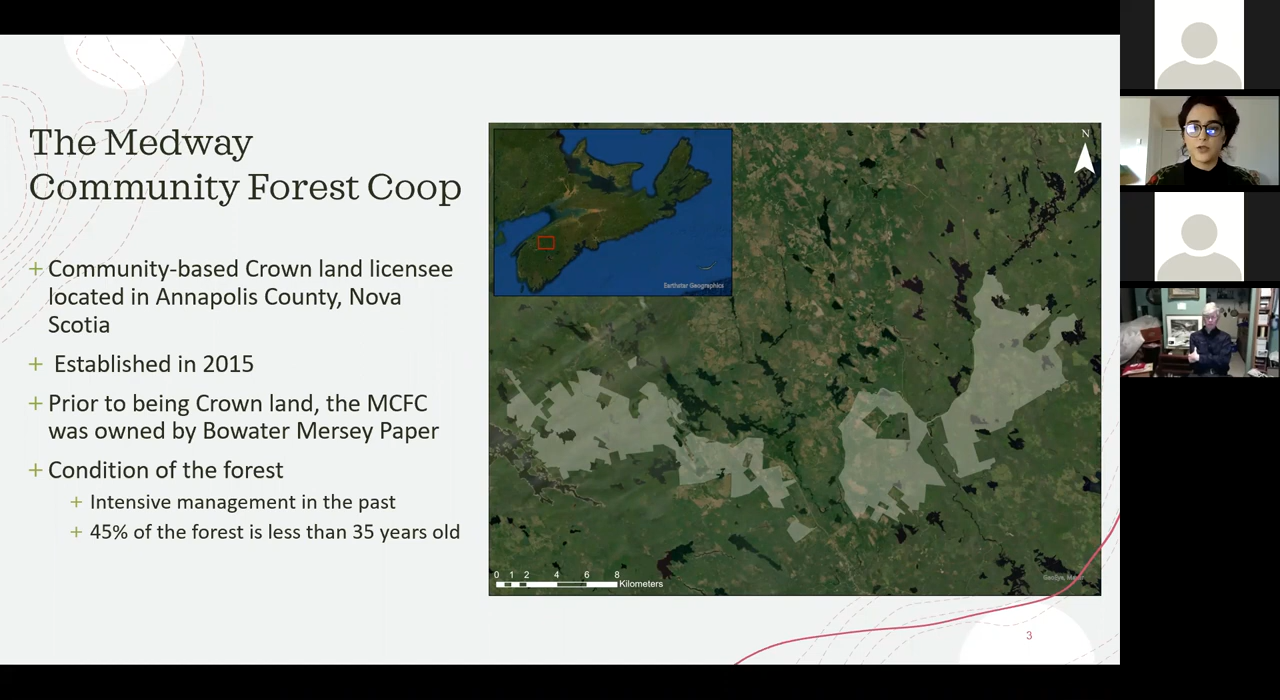 The Medway
Community Forest Coop
+ Community-based Crown land licensee
located in Annapolis County, Nova
Scotia
+ Established in 2015
+ Prior to being Crown land, the MCFC
was owned by Bowater Mersey Paper
+ Condition of the forest
+ Intensive management in the past
+ 45% of the forest is less than 35 years old
Earthstar Geographics
N
0 1 2 4 6 8
Kilometers
GeoEye, Maxar
3